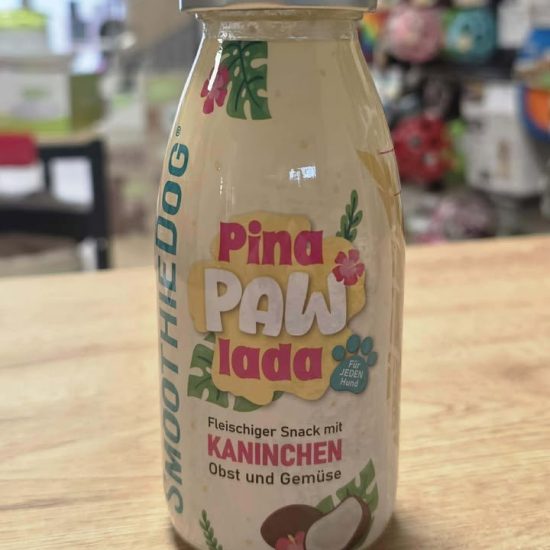 SMOOTHIEDOG®
Pina
PAW
lada
Für
JEDEN
Hund
Fleischiger Snack mit
KANINCHEN
Obst und Gemüse